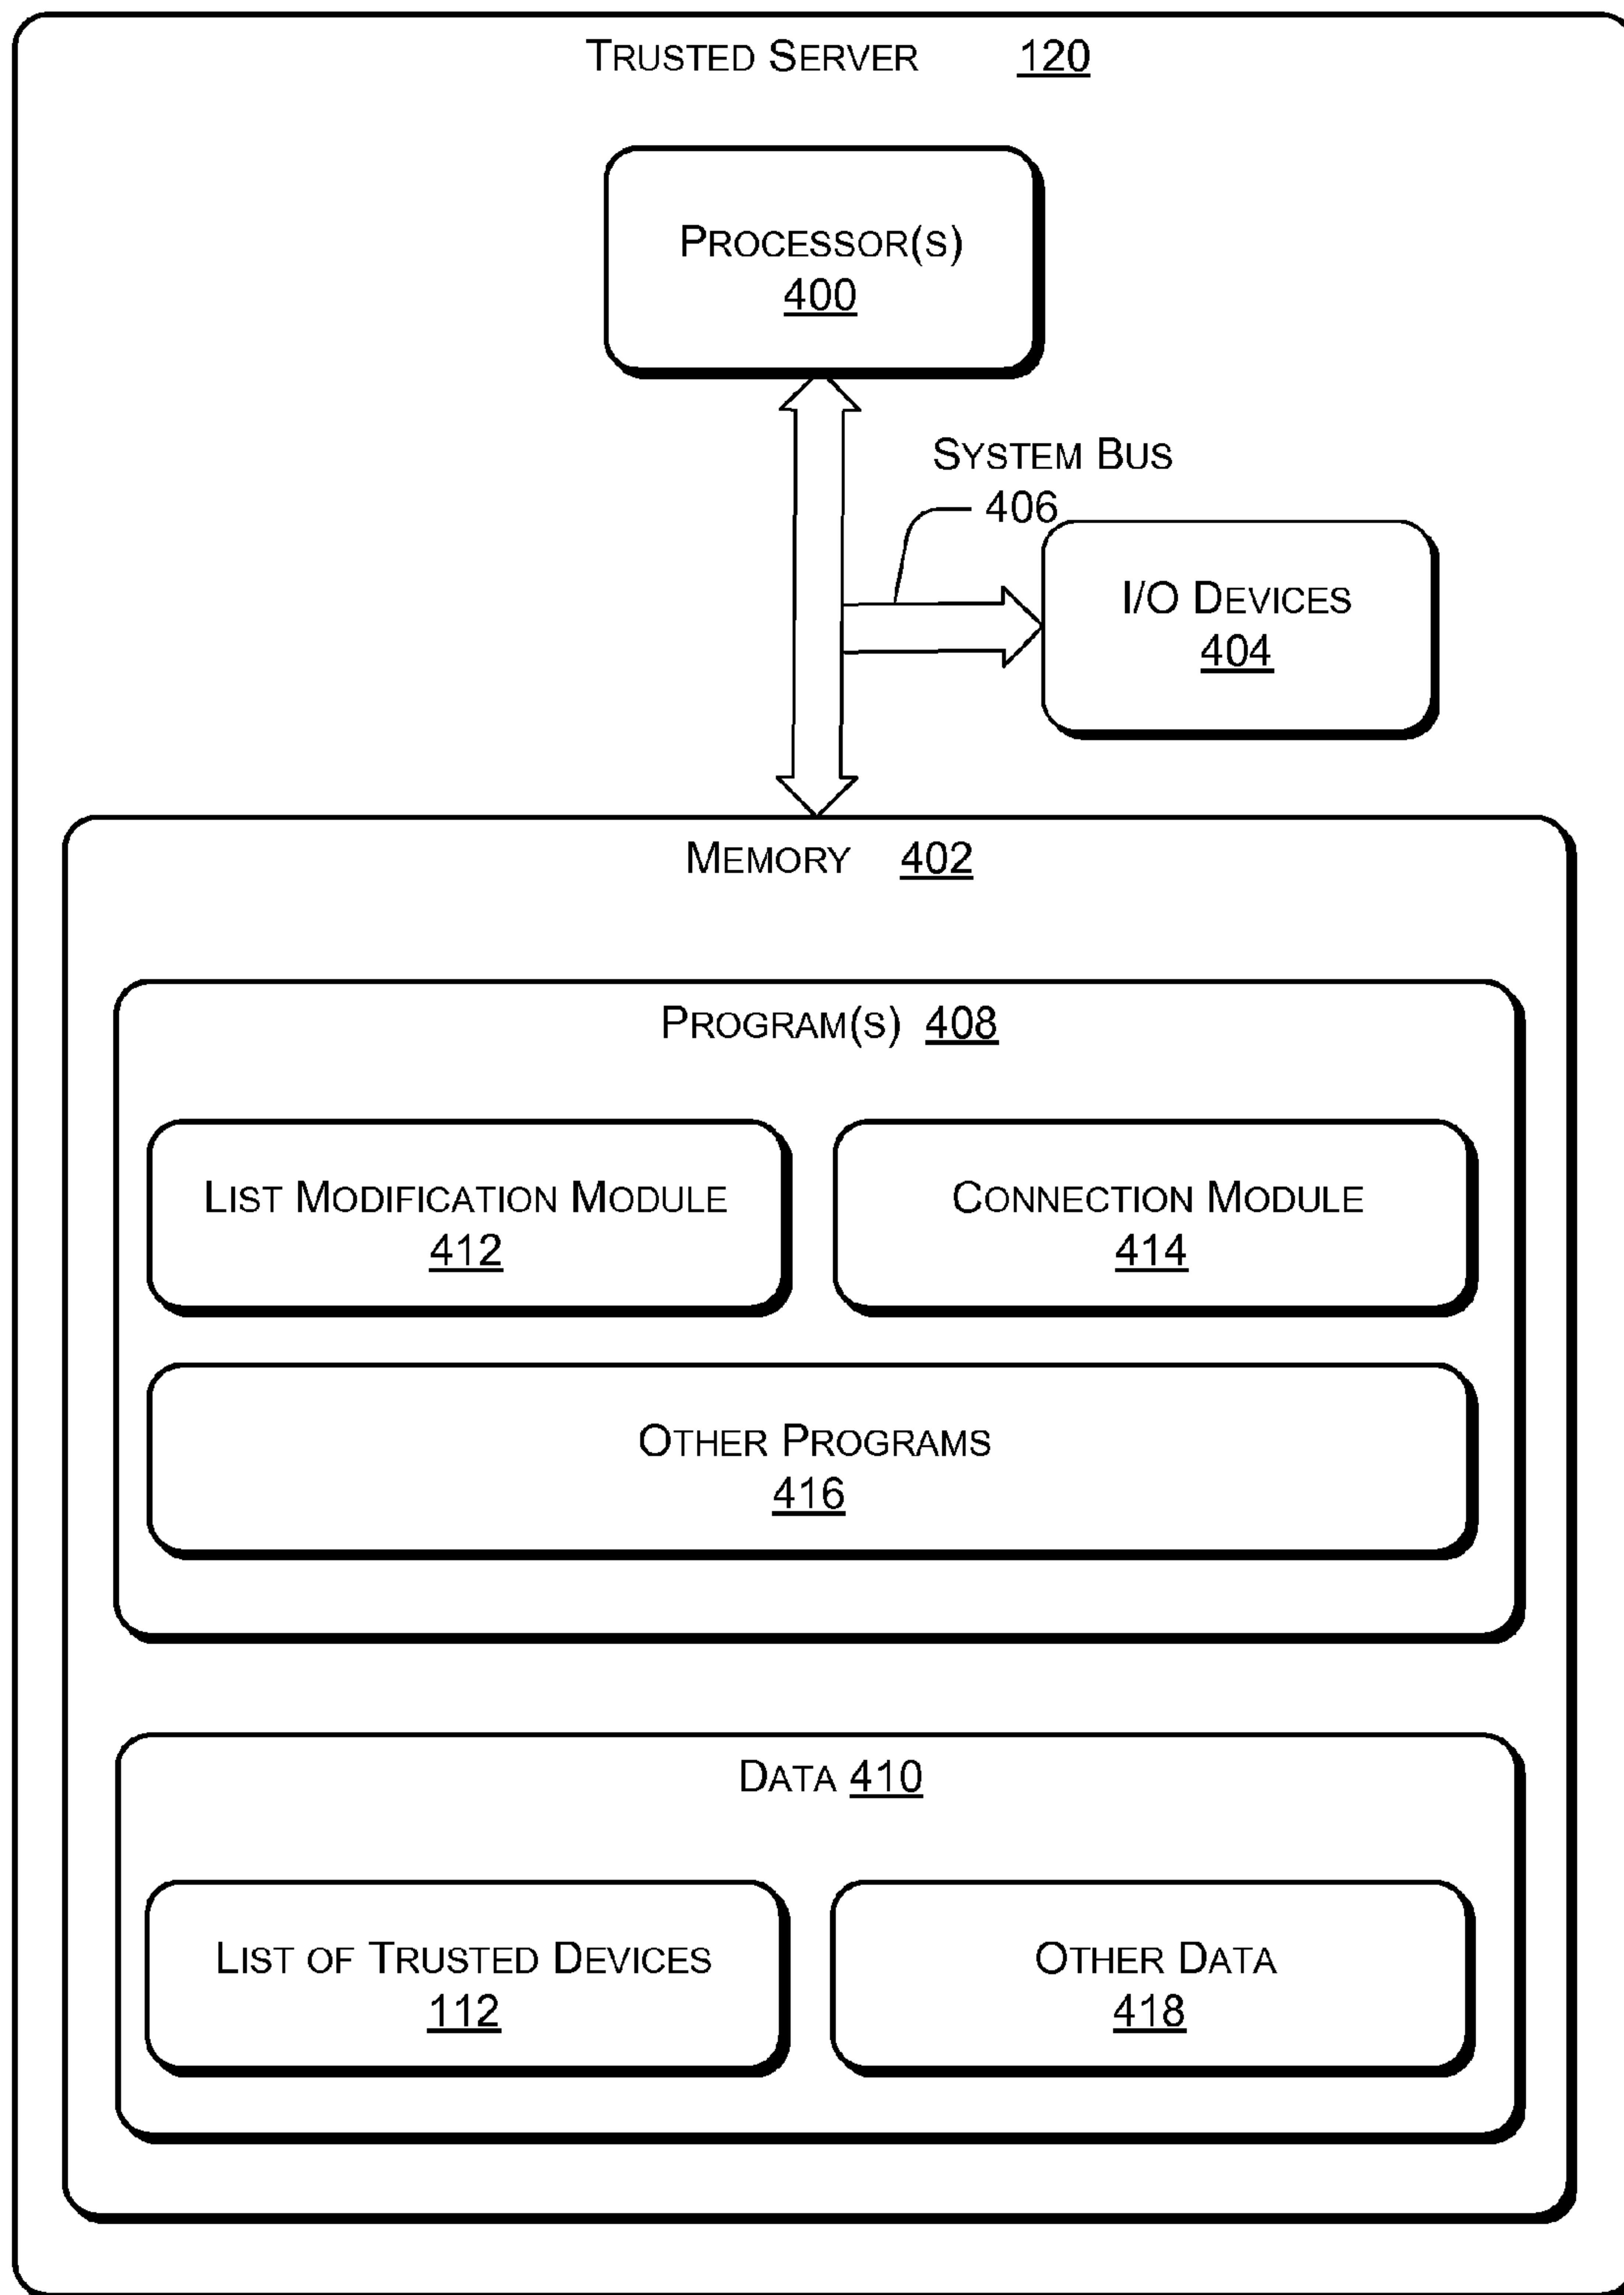 TRUSTED SERVER 120
PROCESSOR(S)
400
SYSTEM BUS
406
I/O DEVICES
404
MEMORY 402
PROGRAM(S) 408
LIST MODIFICATION MODULE
412
CONNECTION MODULE
414
OTHER PROGRAMS
416
DATA 410
LIST OF TRUSTED DEVICES
112
OTHER DATA
418